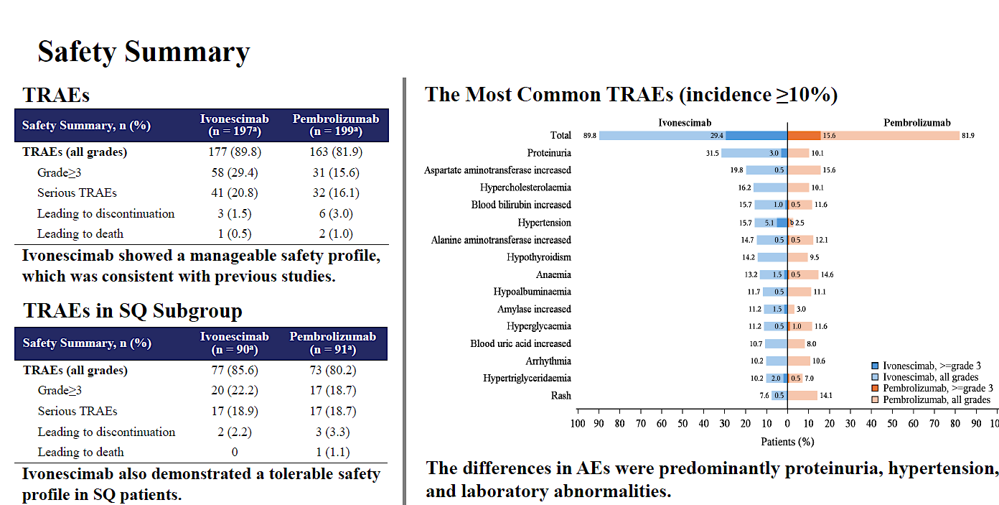 Safety Summary
TRAEs
Safety Summary, n (%) Ivonescimab (n = 197ᵃ) Pembrolizumab (n = 199ᵃ)
TRAEs (all grades) 177 (89.8) 163 (81.9)
Grade≥3 58 (29.4) 31 (15.6)
Serious TRAEs 41 (20.8) 32 (16.1)
Leading to discontinuation 3 (1.5) 6 (3.0)
Leading to death 1 (0.5) 2 (1.0)
Ivonescimab showed a manageable safety profile,
which was consistent with previous studies.
TRAEs in SQ Subgroup
Safety Summary, n (%) Ivonescimab (n = 90ᵃ) Pembrolizumab (n = 91ᵃ)
TRAEs (all grades) 77 (85.6) 73 (80.2)
Grade≥3 20 (22.2) 17 (18.7)
Serious TRAEs 17 (18.9) 17 (18.7)
Leading to discontinuation 2 (2.2) 3 (3.3)
Leading to death 0 1 (1.1)
Ivonescimab also demonstrated a tolerable safety
profile in SQ patients.
The Most Common TRAEs (incidence ≥10%)
Ivonescimab Pembrolizumab
Total 89.8 29.4 15.6 81.9
Proteinuria 31.5 3.0 10.1
Aspartate aminotransferase increased 19.8 0.5 15.6
Hypercholesterolaemia 16.2 10.1
Blood bilirubin increased 15.7 1.0 0.5 11.6
Hypertension 15.7 5.1 b 2.5
Alanine aminotransferase increased 14.7 0.5 0.5 12.1
Hypothyroidism 14.2 9.5
Anaemia 13.2 1.5 0.5 14.6
Hypoalbuminaemia 11.7 0.5 11.1
Amylase increased 11.2 1.5 3.0
Hyperglycaemia 11.2 0.5 1.0 11.6
Blood uric acid increased 10.7 8.0
Arrhythmia 10.2 10.6
Hypertriglyceridaemia 10.2 2.0 0.5 7.0
Rash 7.6 0.5 14.1
Ivonescimab, >=grade 3
Ivonescimab, all grades
Pembrolizumab, >=grade 3
Pembrolizumab, all grades
100 90 80 70 60 50 40 30 20 10 0 10 20 30 40 50 60 70 80 90 10
Patients (%)
The differences in AEs were predominantly proteinuria, hypertension,
and laboratory abnormalities.